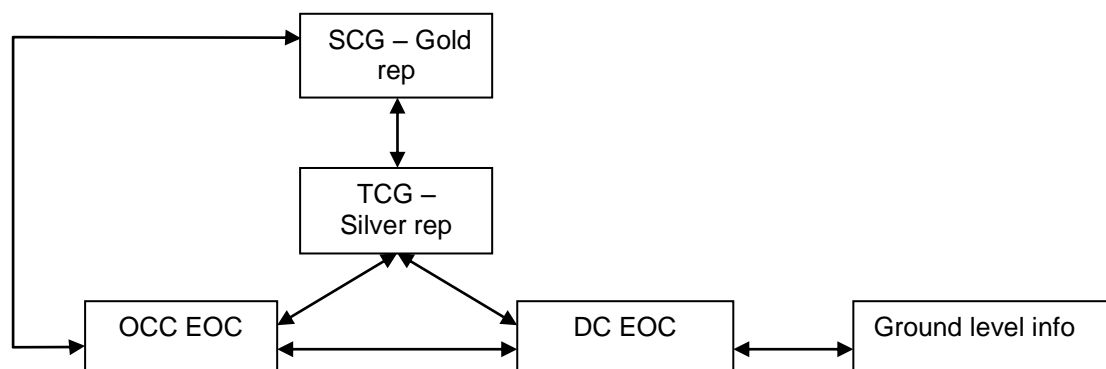 SCG – Gold
rep
TCG –
Silver rep
OCC EOC
DC EOC
Ground level info